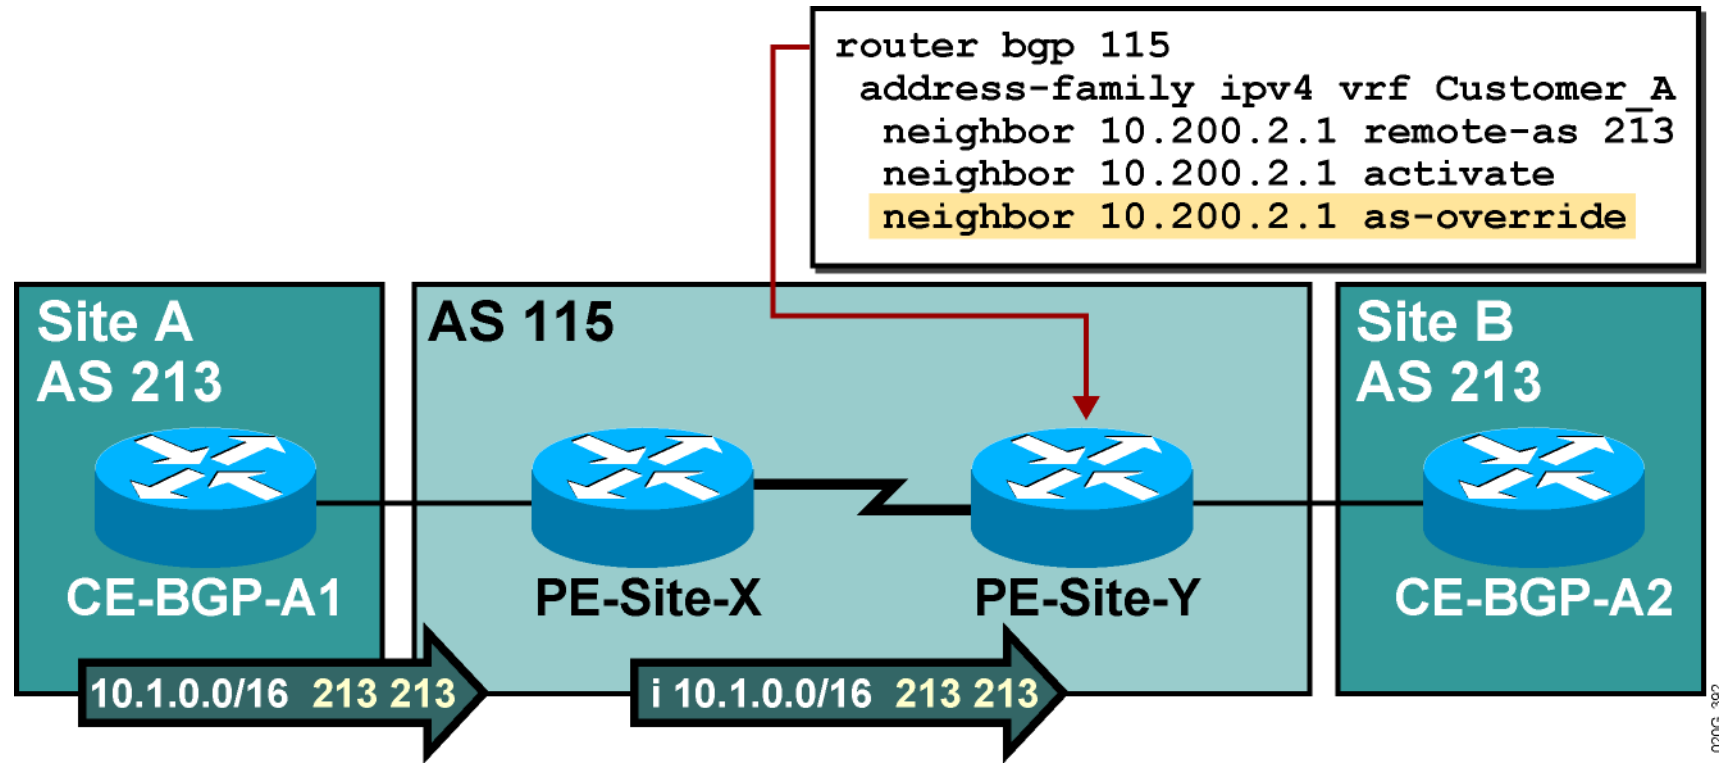 router bgp 115
address-family ipv4 vrf Customer_A
neighbor 10.200.2.1 remote-as 213
neighbor 10.200.2.1 activate
neighbor 10.200.2.1 as-override
Site A
AS 213
AS 115
Site B
AS 213
CE-BGP-A1
PE-Site-X
PE-Site-Y
CE-BGP-A2
10.1.0.0/16 213 213
i 10.1.0.0/16 213 213
020G_392